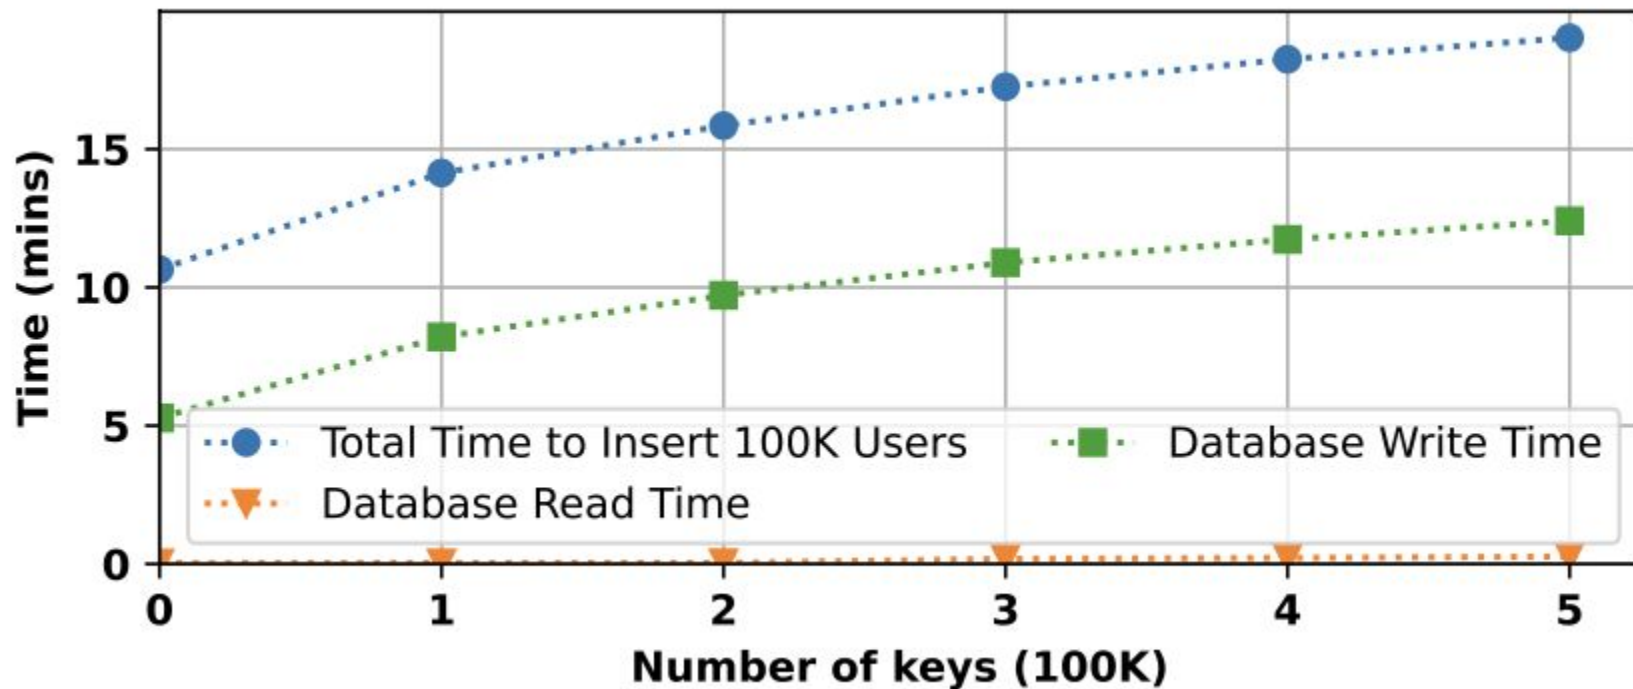 Time (mins)
15
10
5
0
Total Time to Insert 100K Users
Database Write Time
Database Read Time
0 1 2 3 4 5
Number of keys (100K)